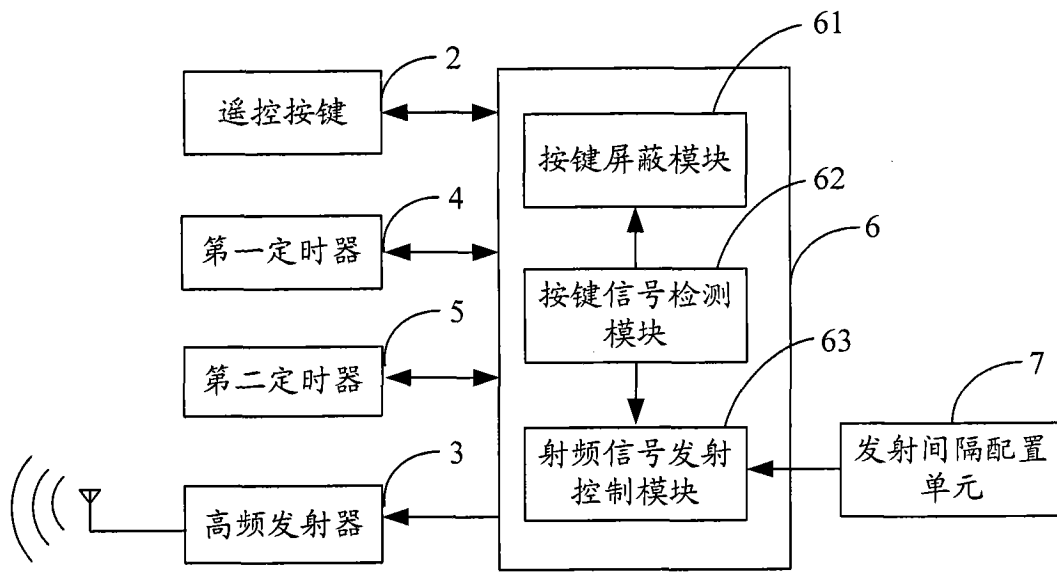 61
2
遥控按键
按键屏蔽模块
62
4
6
第一定时器
按键信号检测
模块
5
63
第二定时器
7
射频信号发射
控制模块
发射间隔配置
单元
3
高频发射器